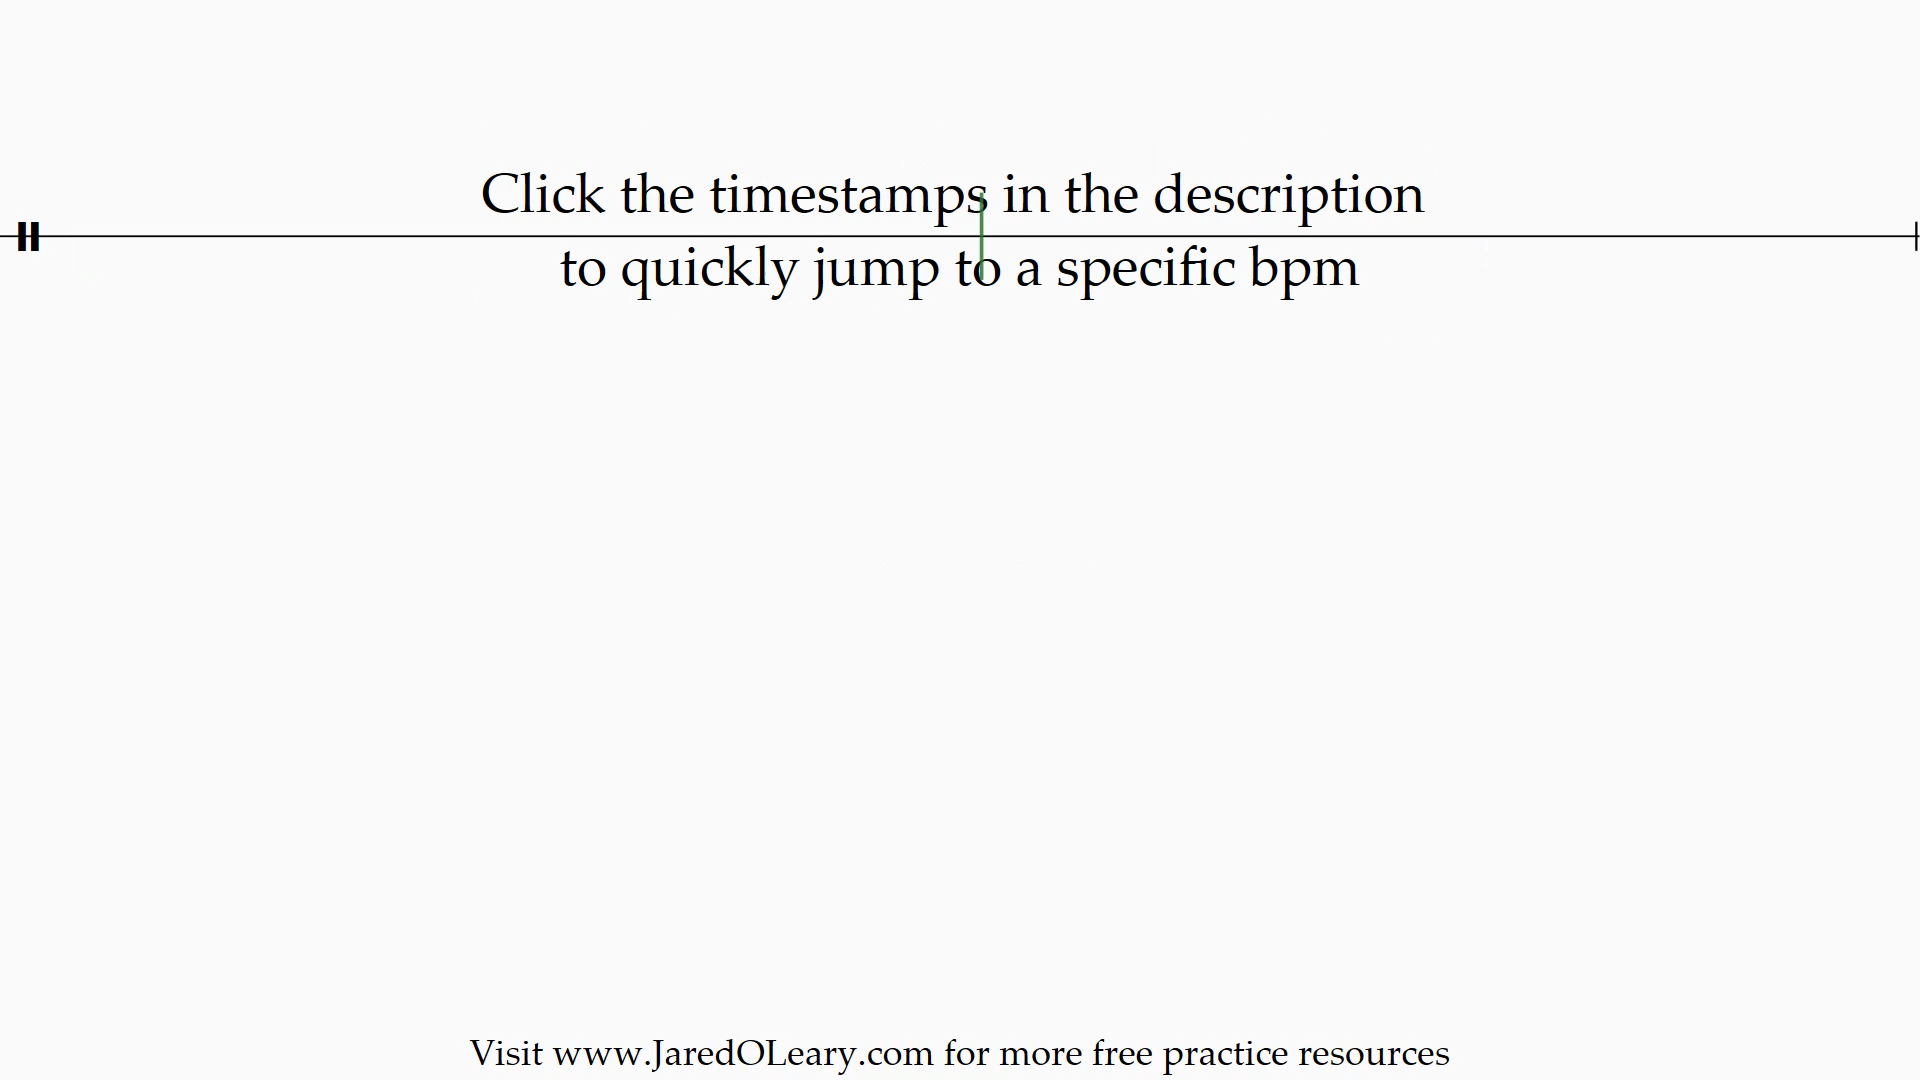 Click the timestamps in the description
to quickly jump to a specific bpm
Visit www.JaredOLeary.com for more free practice resources